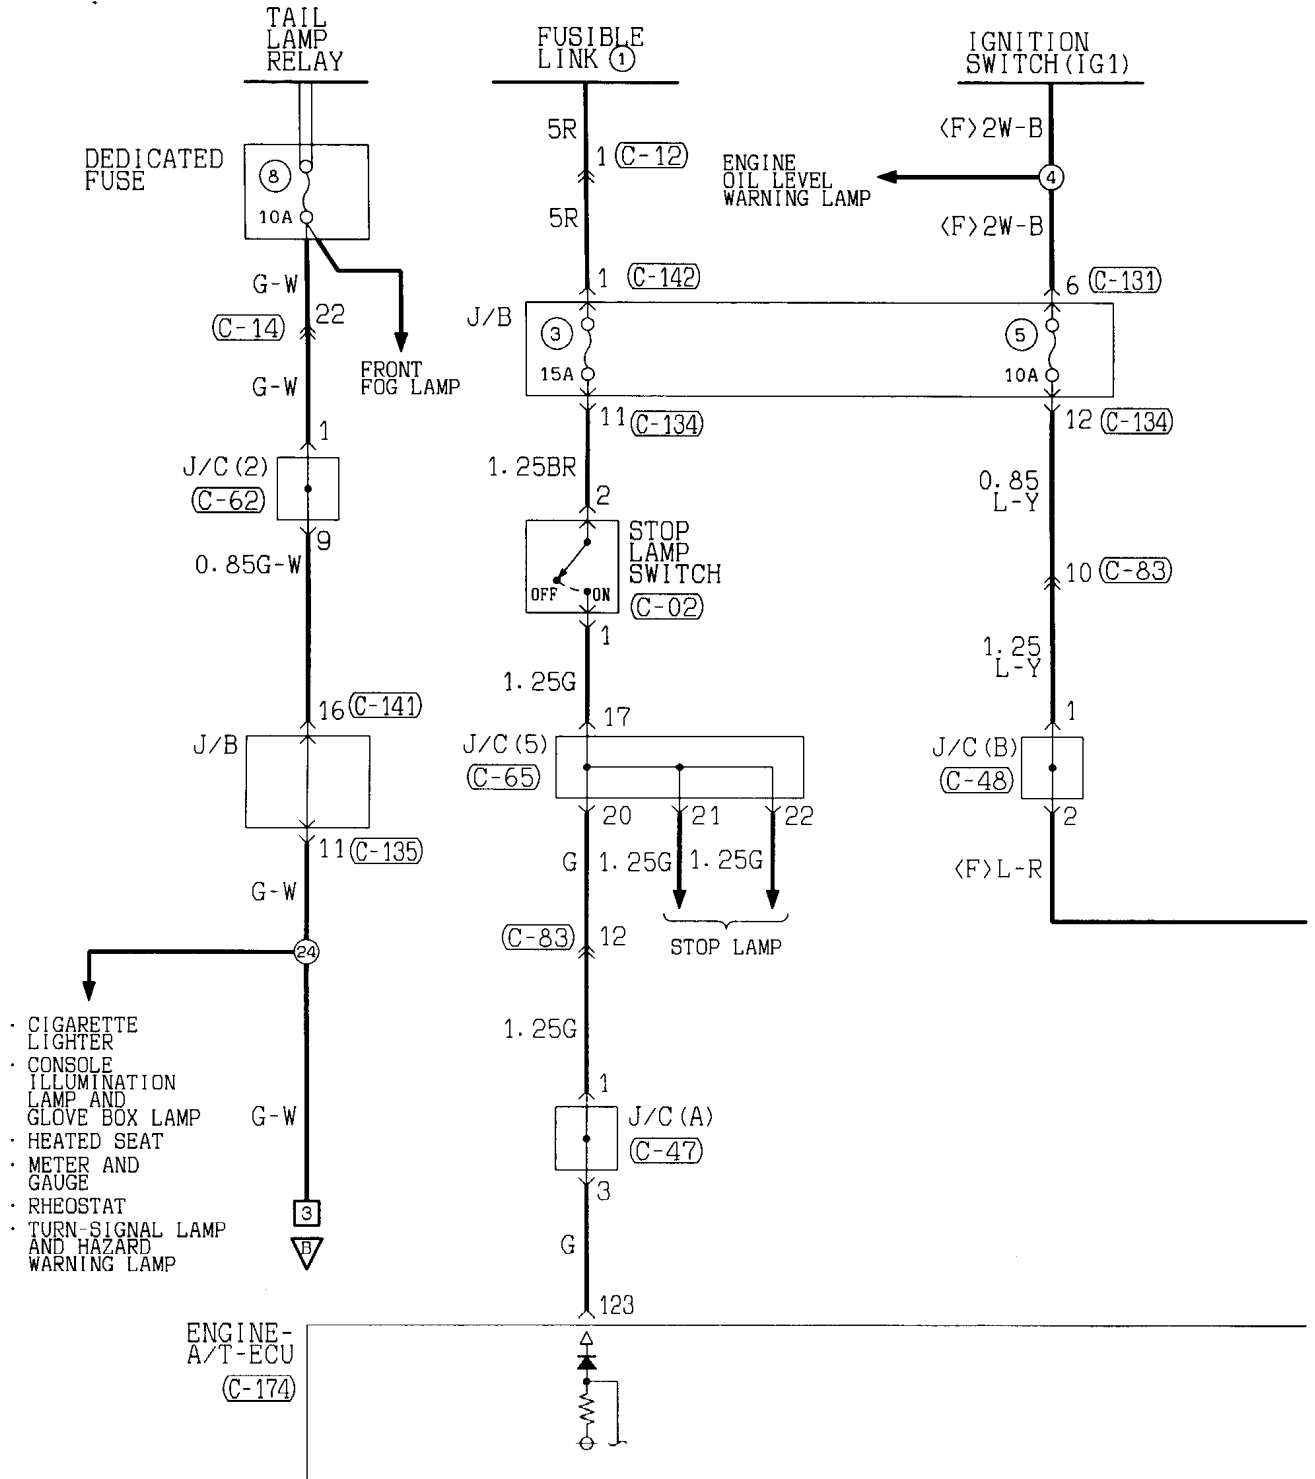 TAIL
LAMP
RELAY
FUSIBLE
LINK ①
IGNITION
SWITCH(IG1)
DEDICATED
FUSE
8
10A
G-W
22
C-14
G-W
FRONT
FOG LAMP
1
J/C(2)
C-62
9
0.85G-W
16 C-141
J/B
11 C-135
G-W
24
· CIGARETTE
LIGHTER
· CONSOLE
ILLUMINATION
LAMP AND
GLOVE BOX LAMP
· HEATED SEAT
· METER AND
GAUGE
· RHEOSTAT
· TURN-SIGNAL LAMP
AND HAZARD
WARNING LAMP
G-W
3
B
5R
1 C-12
5R
1 C-142
J/B
3
15A
11 C-134
1.25BR
2
STOP
LAMP
SWITCH
C-02
OFF ON
1
1.25G
17
J/C(5)
C-65
20 21 22
G 1.25G 1.25G
STOP LAMP
C-83 12
1.25G
1
J/C(A)
C-47
3
G
123
ENGINE-
A/T-ECU
C-174
<F>2W-B
4
ENGINE
OIL LEVEL
WARNING LAMP
<F>2W-B
6 C-131
5
10A
12 C-134
0.85
L-Y
10 C-83
1.25
L-Y
1
J/C(B)
C-48
2
<F>L-R